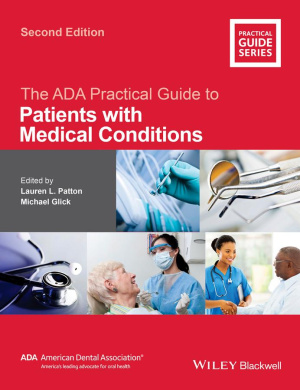 Second Edition
PRACTICAL
GUIDE
SERIES
The ADA Practical Guide to
Patients with
Medical Conditions
Edited by
Lauren L. Patton
Michael Glick
ADA American Dental Association®
America's leading advocate for oral health
WILEY Blackwell